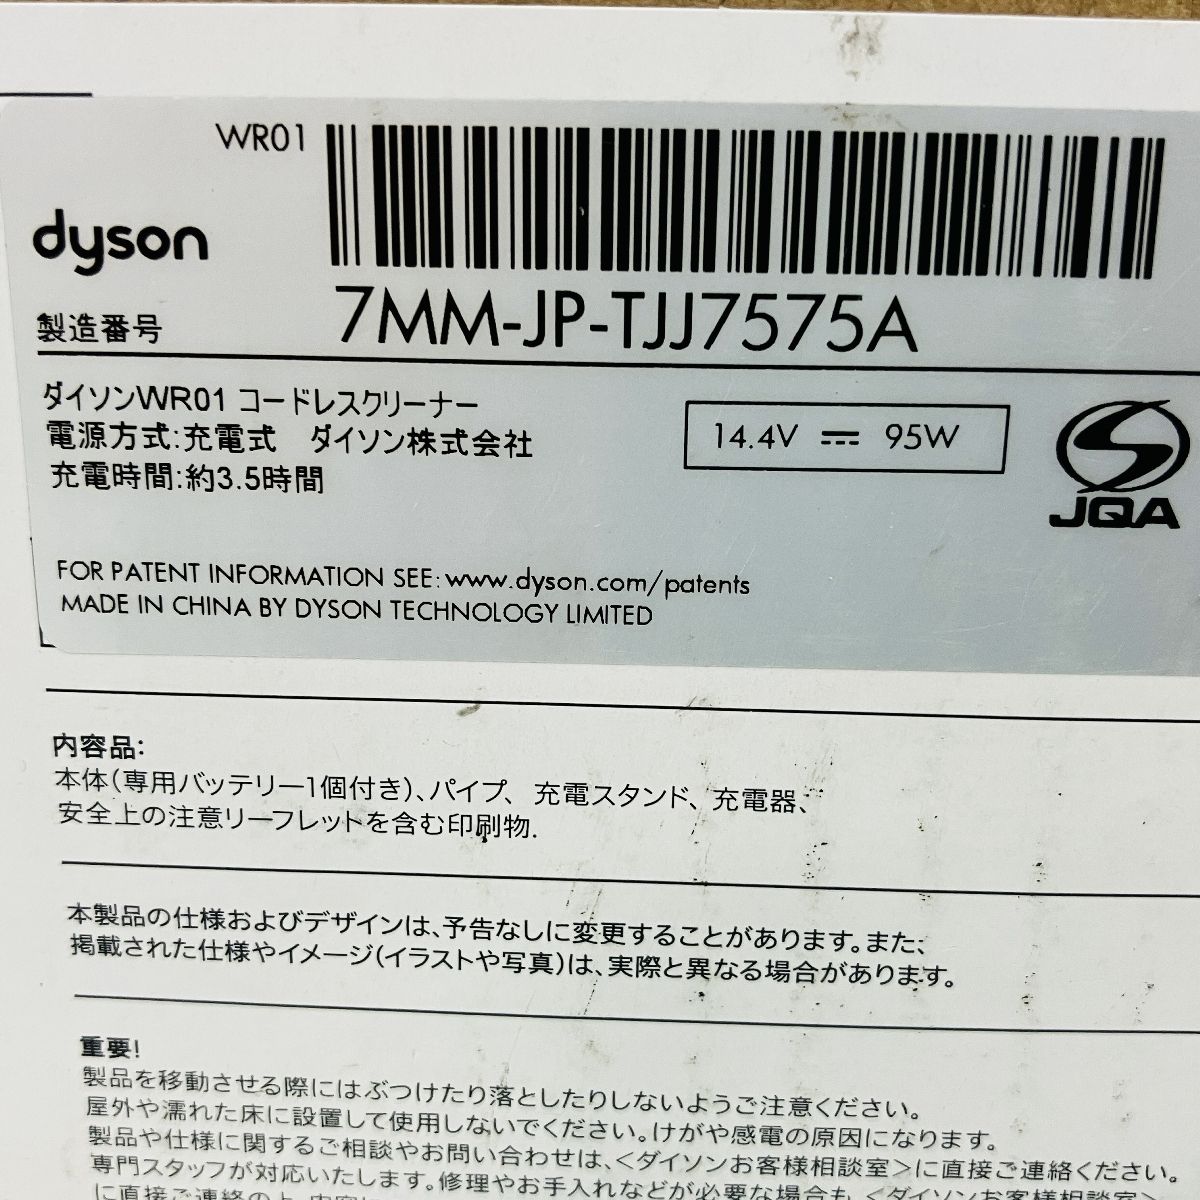 WR01
dyson
製造番号
7MM-JP-TJJ7575A
ダイソンWR01 コードレスクリーナー
電源方式:充電式 ダイソン株式会社
充電時間:約3.5時間
14.4V ⎓ 95W
JQA
FOR PATENT INFORMATION SEE: www.dyson.com/patents
MADE IN CHINA BY DYSON TECHNOLOGY LIMITED
内容品:
本体(専用バッテリー1個付き)、パイプ、充電スタンド、充電器、
安全上の注意リーフレットを含む印刷物.
本製品の仕様およびデザインは、予告なしに変更することがあります。また、
掲載された仕様やイメージ(イラストや写真)は、実際と異なる場合があります。
重要!
製品を移動させる際にはぶつけたり落としたりしないようご注意ください。
屋外や濡れた床に設置して使用しないでください。けがや感電の原因になります。
製品や仕様に関するご相談やお問い合わせは、<ダイソンお客様相談室>に直接ご連絡ください。
専門スタッフが対応いたします。修理やお手入れなどが必要な場合も、<ダイソンお客様相談室>
に直接ご連絡の上、内容